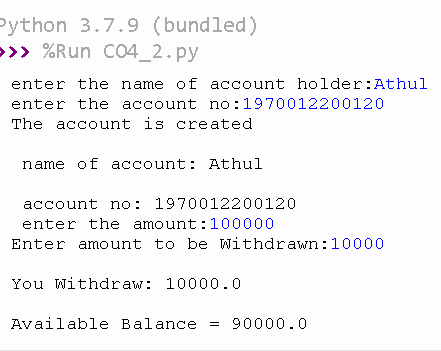 Python 3.7.9 (bundled)
>>> %Run CO4_2.py
enter the name of account holder:Athul
enter the account no:1970012200120
The account is created
name of account: Athul
account no: 1970012200120
enter the amount:100000
Enter amount to be Withdrawn:10000
You Withdraw: 10000.0
Available Balance = 90000.0